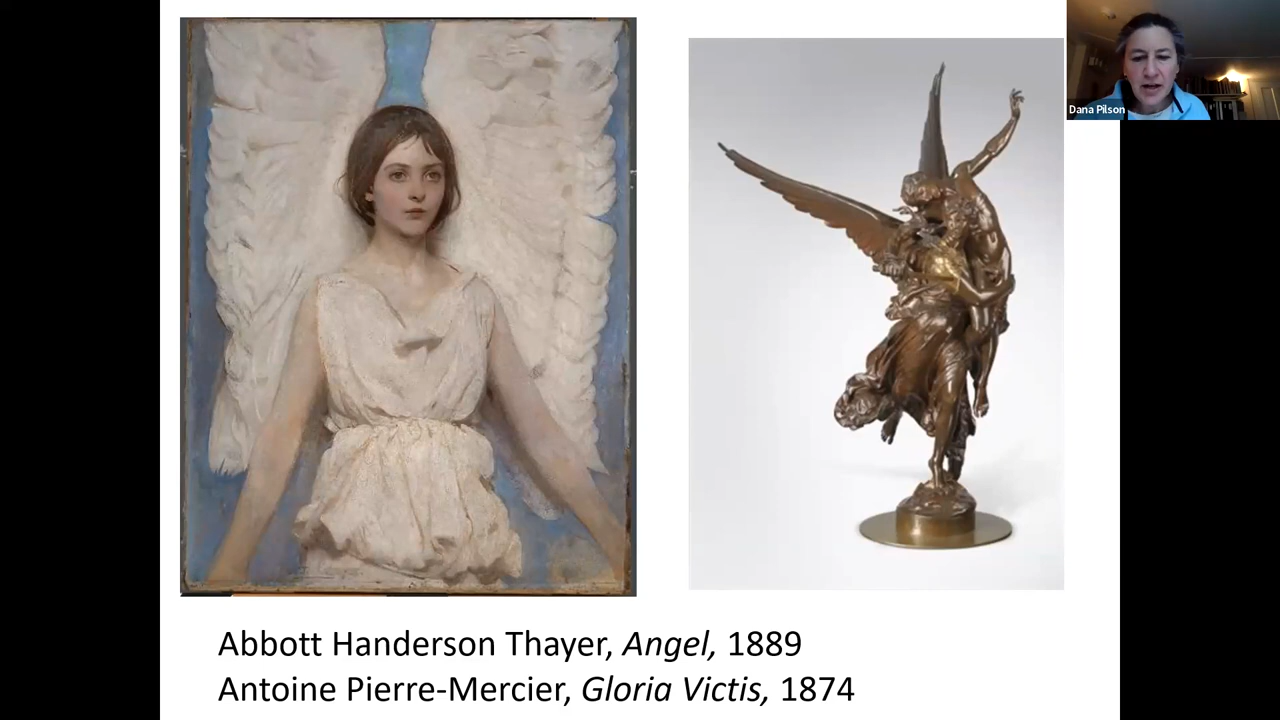 Dana Pilson
Abbott Handerson Thayer, Angel, 1889
Antoine Pierre-Mercier, Gloria Victis, 1874